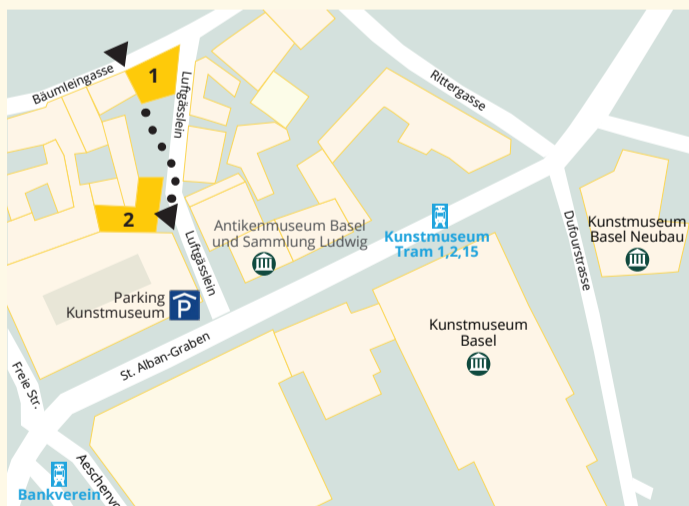 1
Bäumleingasse
Luftgässlein
Rittergasse
2
Antikenmuseum Basel
und Sammlung Ludwig
Kunstmuseum
Tram 1,2,15
Kunstmuseum
Basel Neubau
Dufourstrasse
Luftgässlein
Parking
Kunstmuseum
P
Kunstmuseum
Basel
St. Alban-Graben
Freie Str.
Bankverein